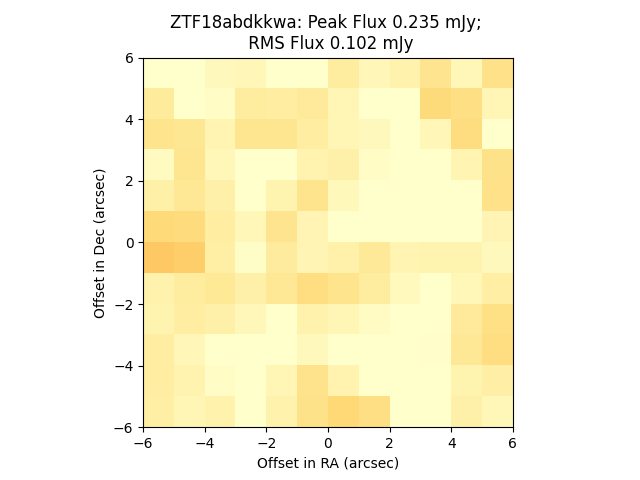 ZTF18abdkkwa: Peak Flux 0.235 mJy;
RMS Flux 0.102 mJy
6
4
2
0
−2
−4
−6
Offset in Dec (arcsec)
−6 −4 −2 0 2 4 6
Offset in RA (arcsec)